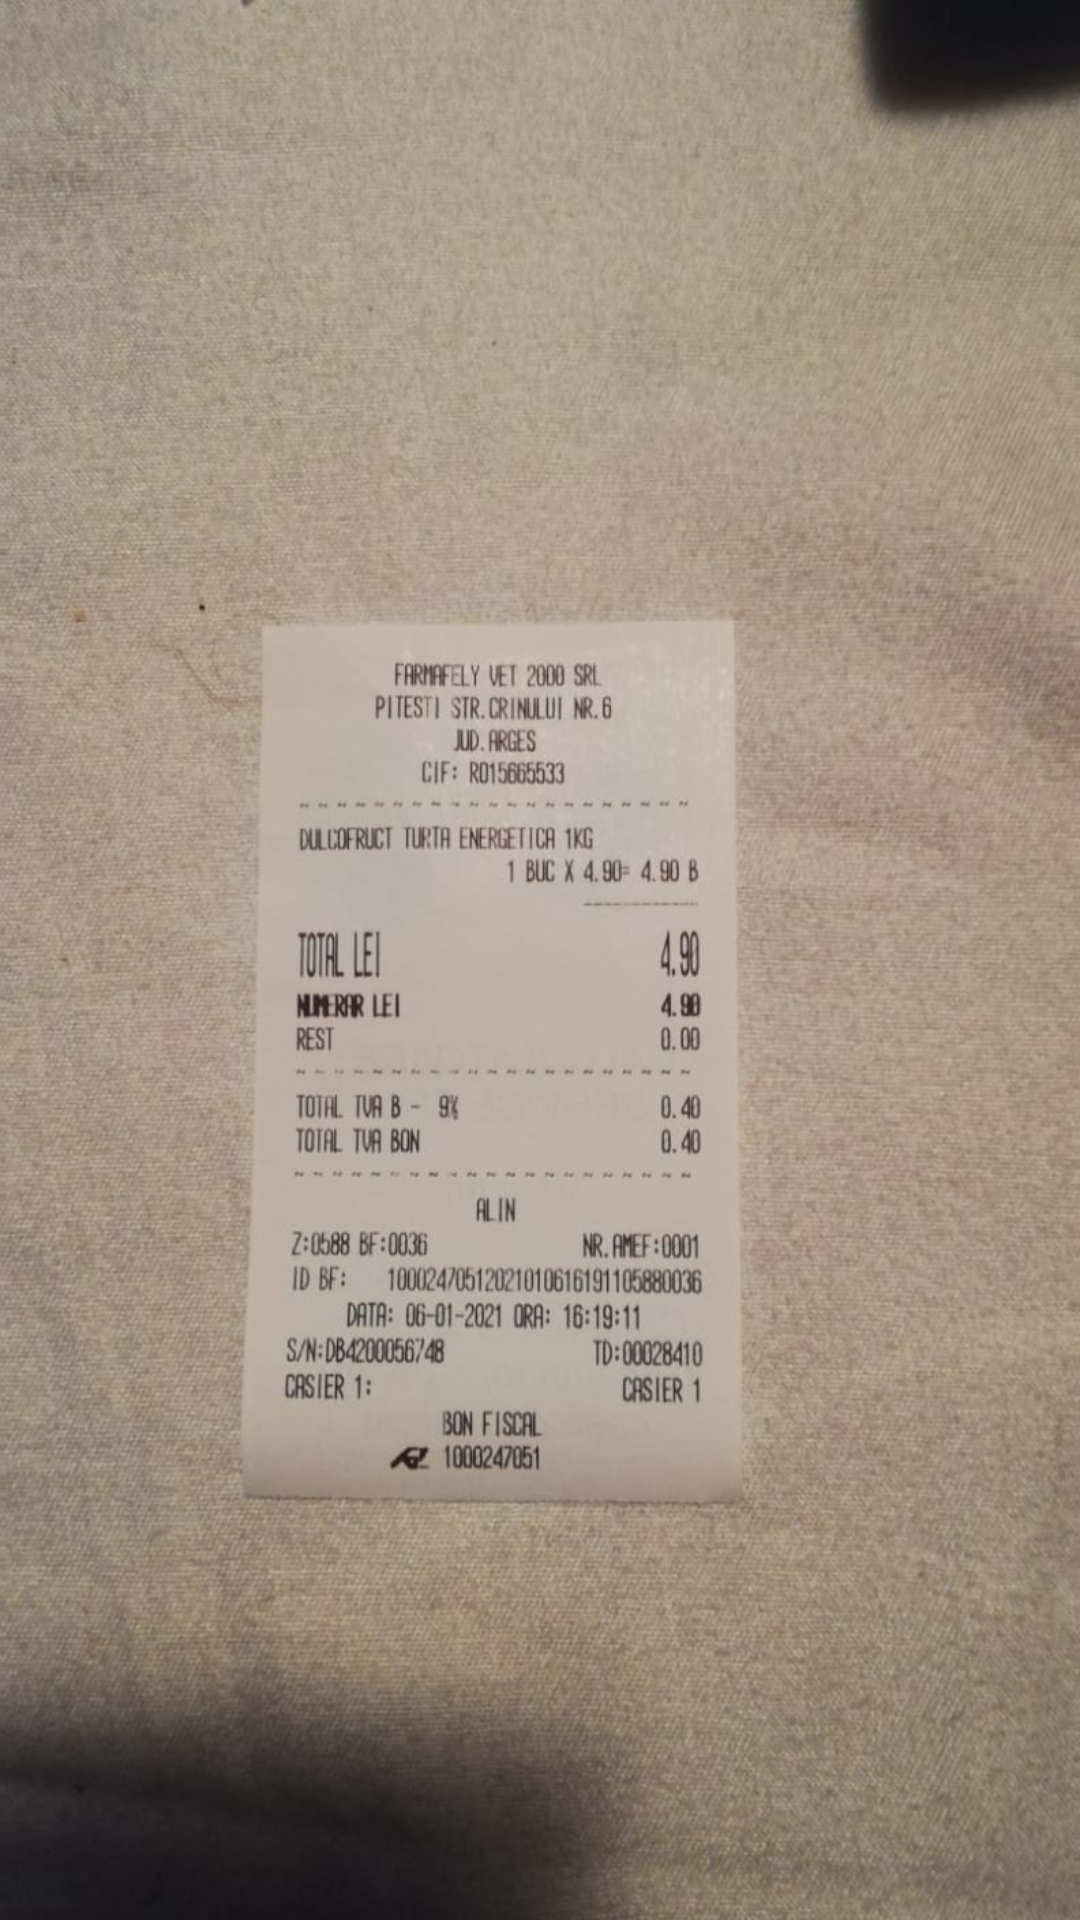 FARMAFELY VET 2000 SRL
PITESTI STR.CRINULUI NR.6
JUD.ARGES
CIF: RO15665533
DULCOFRUCT TURTA ENERGETICA 1KG
1 BUC X 4.90= 4.90 B
TOTAL LEI 4.90
NUMERAR LEI 4.90
REST 0.00
TOTAL TVA B - 9% 0.40
TOTAL TVA BON 0.40
ALIN
Z:0588 BF:0036 NR.AMEF:0001
ID BF: 10002470512021010616191105880036
DATA: 06-01-2021 ORA: 16:19:11
S/N:DB4200056748 TD:00028410
CASIER 1: CASIER 1
BON FISCAL
1000247051